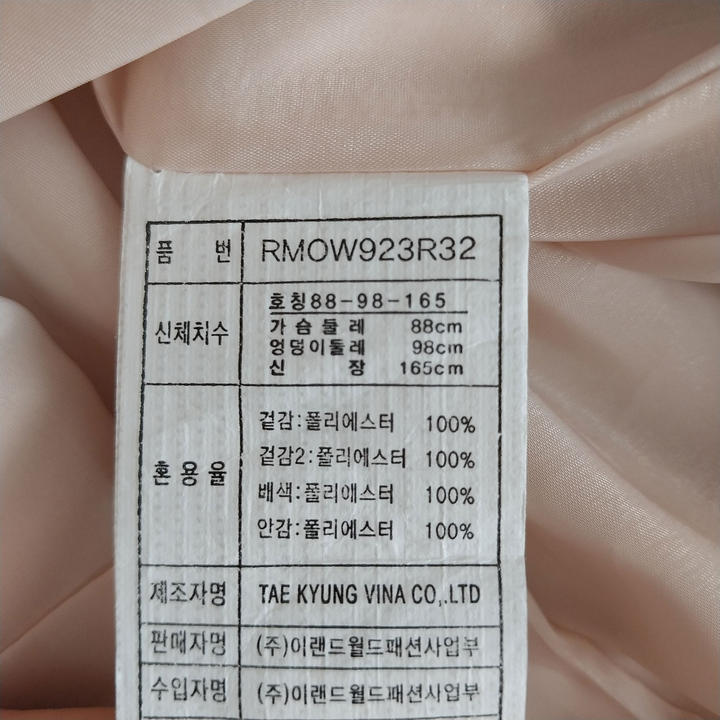 품 번 RMOW923R32
신체치수 호칭88-98-165
가슴둘레 88cm
엉덩이둘레 98cm
신 장 165cm
혼용율 겉감:폴리에스터 100%
겉감2:폴리에스터 100%
배색:폴리에스터 100%
안감:폴리에스터 100%
제조자명 TAE KYUNG VINA CO,.LTD
판매자명 (주)이랜드월드패션사업부
수입자명 (주)이랜드월드패션사업부